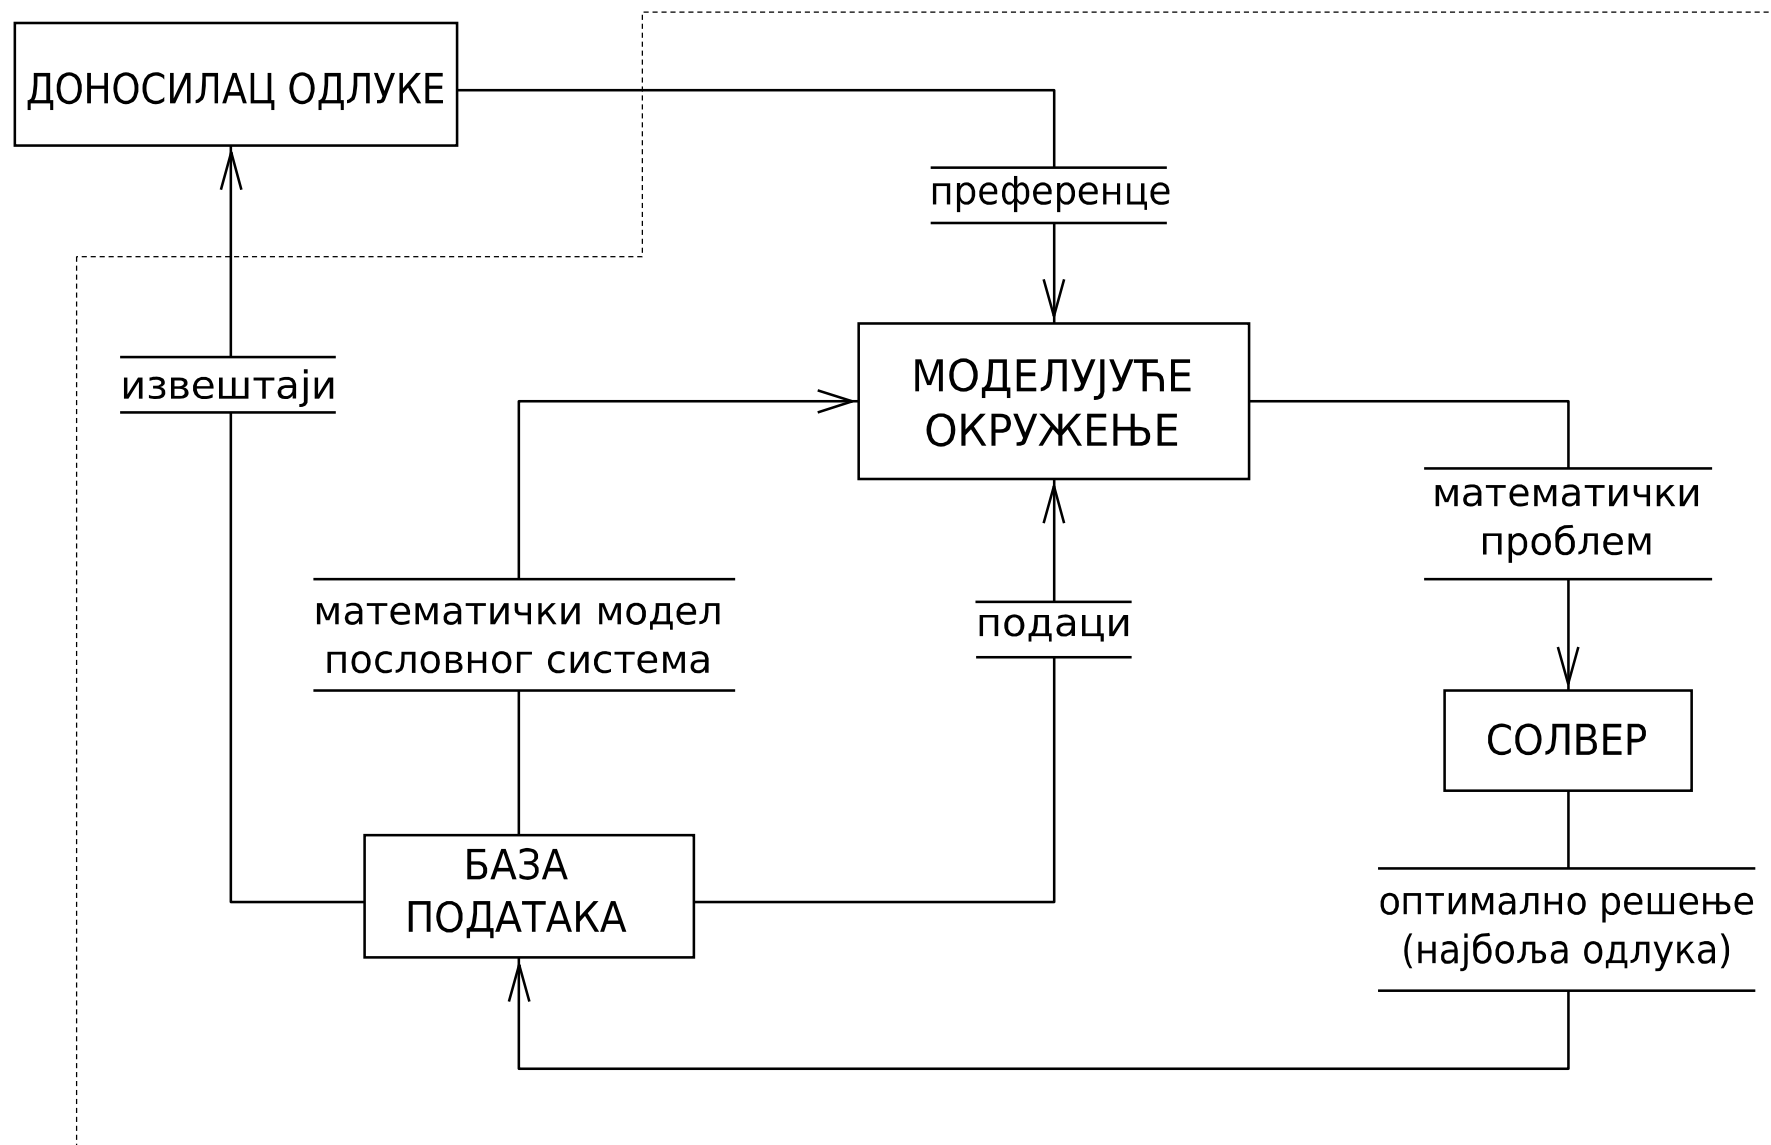 ДОНОСИЛАЦ ОДЛУКЕ
преференце
МОДЕЛУЈУЋЕ
ОКРУЖЕЊЕ
извештаји
математички
проблем
математички модел
пословног система
подаци
СОЛВЕР
БАЗА
ПОДАТАКА
оптимално решење
(најбоља одлука)